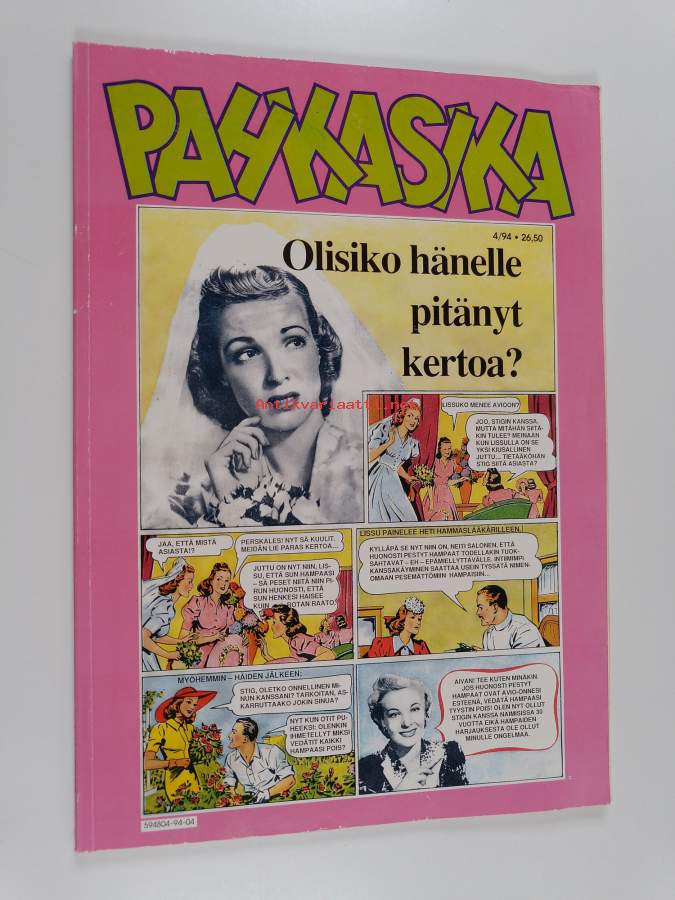 PAHKASIKA
4/94 • 26,50
Olisiko hänelle
pitänyt
kertoa?
Antikvariaatti.net
LISSUKO MENEE AVIOON?
JOO, STIGIN KANSSA,
MUTTA MITÄHÄN SIITÄ-
KIN TULEE? MEINAAN
KUN LISSULLA ON SE
YKSI KIUSALLINEN
JUTTU... TIETÄÄKÖHÄN
STIG SIITÄ ASIASTA?
JAA, ETTÄ MISTÄ
ASIASTA!?
PERSKALES! NYT SÄ KUULIT.
MEIDÄN LIE PARAS KERTOA...
JUTTU ON NYT NIIN, LIS-
SU, ETTÄ SUN HAMPAASI
– SÄ PESET NIITÄ NIIN PI-
RUN HUONOSTI, ETTÄ
SUN HENKESI HAISEE
KUIN ROTAN RAATO!
LISSU PAINELEE HETI HAMMASLÄÄKÄRILLEEN.
KYLLÄPÄ SE NYT NIIN ON, NEITI SALONEN, ETTÄ
HUONOSTI PESTYT HAMPAAT TODELLAKIN TUOK-
SAHTAVAT – EH – EPÄMIELLYTTÄVÄLLE. INTIIMIMPI
KANSSAKÄYMINEN SAATTAA USEIN TYSSÄTÄ NIMEN-
OMAAN PESEMÄTTÖMIIN HAMPAISIIN...
MYÖHEMMIN – HÄIDEN JÄLKEEN:
STIG, OLETKO ONNELLINEN MI-
NUN KANSSANI? TARKOITAN, AS-
KARRUTTAAKO JOKIN SINUA?
NYT KUN OTIT PU-
HEEKSI: OLENKIN
IHMETELLYT MIKSI
VEDÄTIT KAIKKI
HAMPAASI POIS?
AIVAN! TEE KUTEN MINÄKIN.
JOS HUONOSTI PESTYT
HAMPAAT OVAT AVIO-ONNESI
ESTEENÄ, VEDÄTÄ HAMPAASI
TYYSTIN POIS! OLEN NYT OLLUT
STIGIN KANSSA NAIMISISSA 30
VUOTTA EIKÄ HAMPAIDEN
HARJAUKSESTA OLE OLLUT
MINULLE ONGELMAA.
594804-94-04